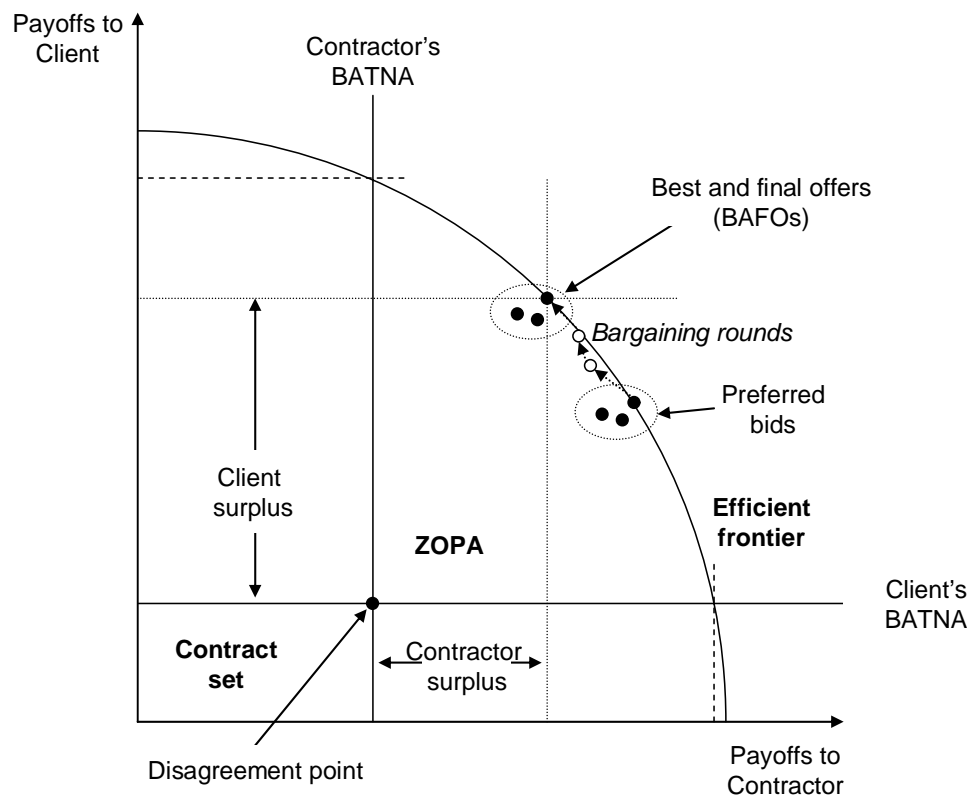 Payoffs to
Client
Contractor's
BATNA
Best and final offers
(BAFOs)
Bargaining rounds
Preferred
bids
Client
surplus
Efficient
frontier
ZOPA
Client's
BATNA
Contract
set
Contractor
surplus
Disagreement point
Payoffs to
Contractor